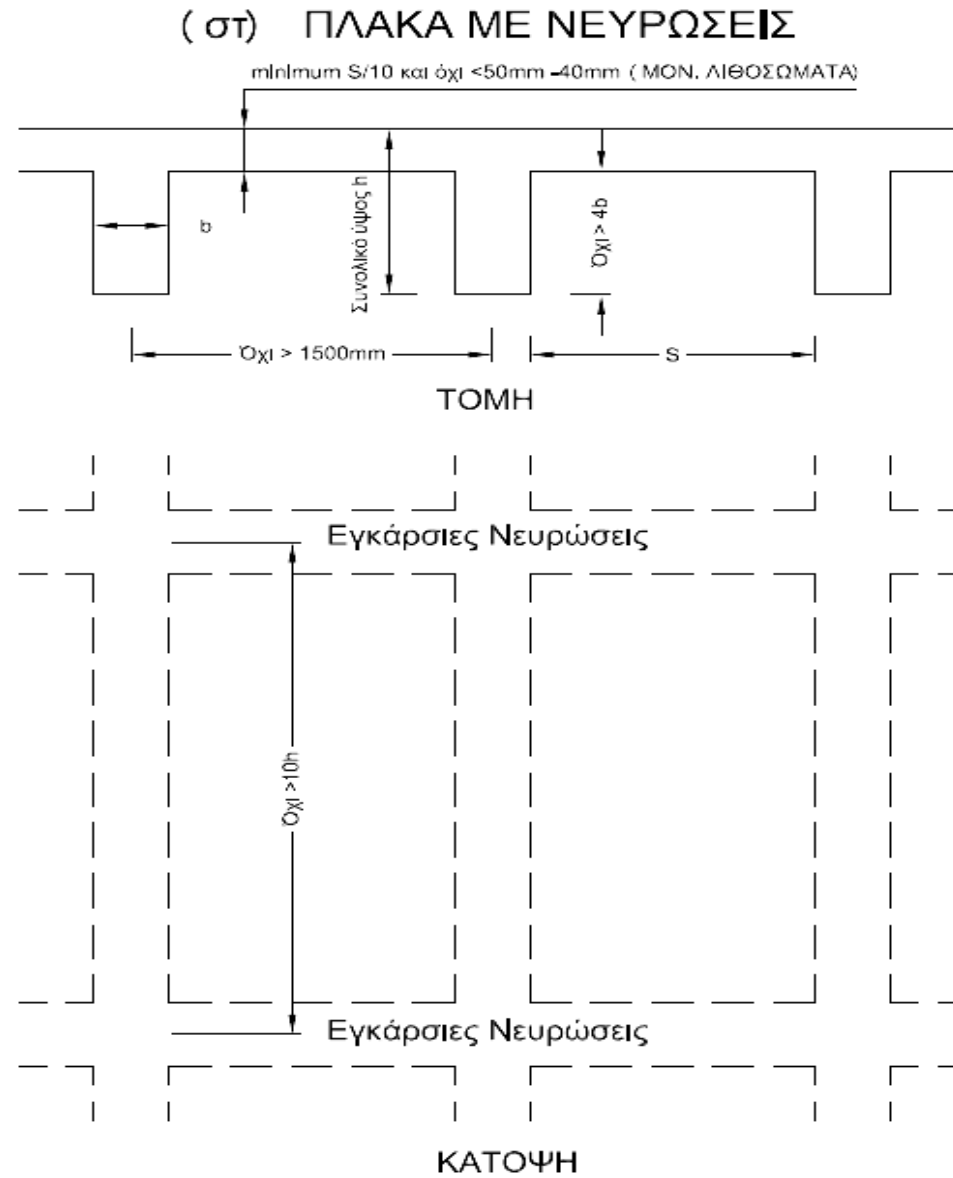 ( στ) ΠΛΑΚΑ ΜΕ ΝΕΥΡΩΣΕΙΣ
minimum S/10 και όχι <50mm -40mm ( ΜΟΝ. ΛΙΘΟΣΩΜΑΤΑ)
b
Συνολικό ύψος h
Όχι > 4b
Όχι > 1500mm
S
ΤΟΜΗ
Εγκάρσιες Νευρώσεις
Όχι >10h
Εγκάρσιες Νευρώσεις
ΚΑΤΟΨΗ